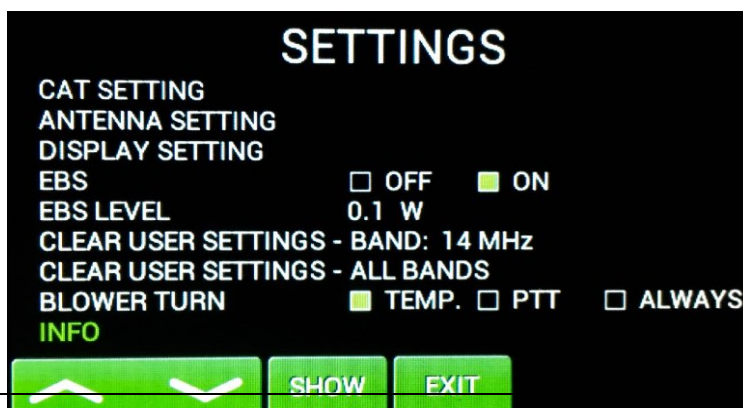 SETTINGS
CAT SETTING
ANTENNA SETTING
DISPLAY SETTING
EBS OFF ON
EBS LEVEL 0.1 W
CLEAR USER SETTINGS - BAND: 14 MHz
CLEAR USER SETTINGS - ALL BANDS
BLOWER TURN TEMP. PTT ALWAYS
INFO
SHOW EXIT